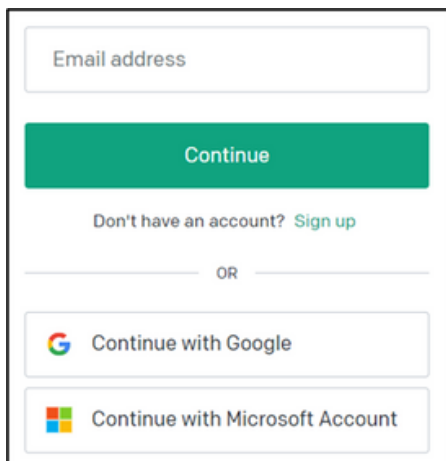 Email address
Continue
Don't have an account? Sign up
OR
Continue with Google
Continue with Microsoft Account